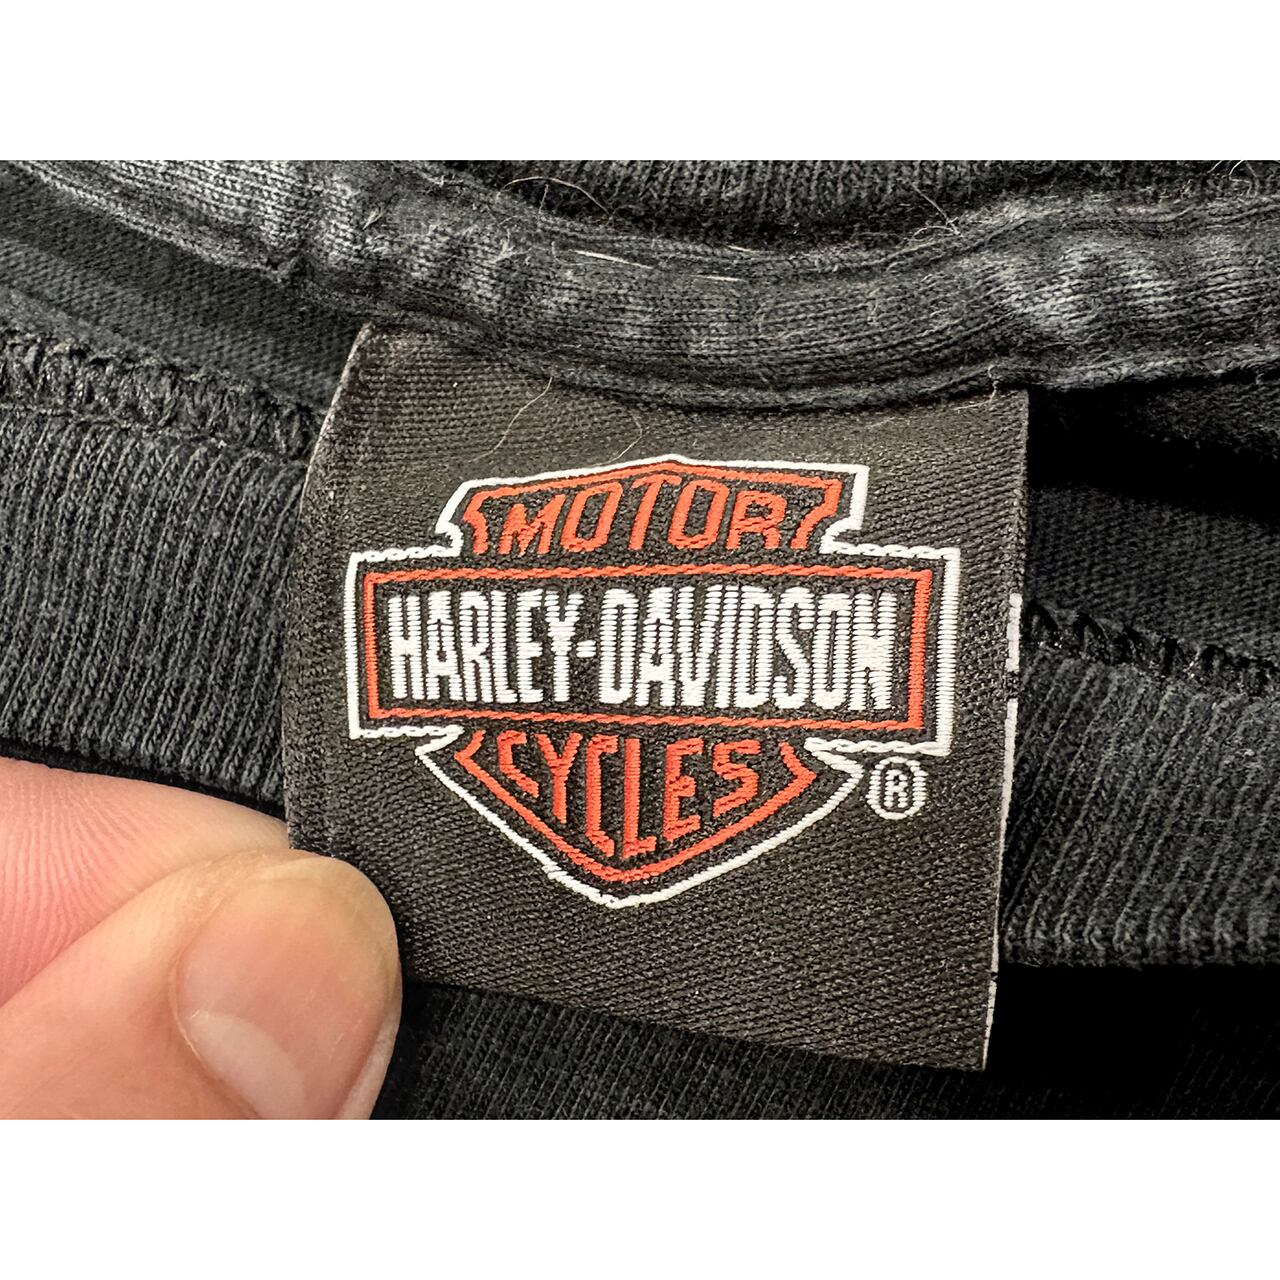 MOTOR
HARLEY-DAVIDSON
CYCLES
®